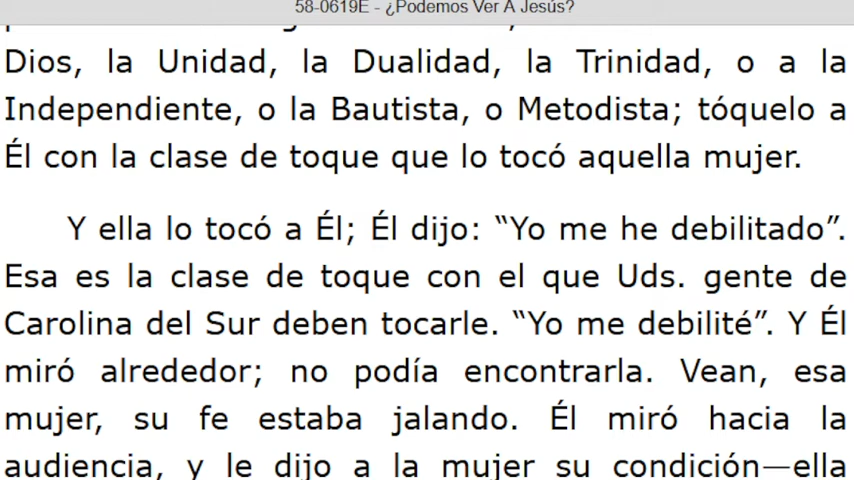 58-0619E - ¿Podemos Ver A Jesús?
Dios, la Unidad, la Dualidad, la Trinidad, o a la
Independiente, o la Bautista, o Metodista; tóquelo a
Él con la clase de toque que lo tocó aquella mujer.
Y ella lo tocó a Él; Él dijo: “Yo me he debilitado”.
Esa es la clase de toque con el que Uds. gente de
Carolina del Sur deben tocarle. “Yo me debilité”. Y Él
miró alrededor; no podía encontrarla. Vean, esa
mujer, su fe estaba jalando. Él miró hacia la
audiencia, y le dijo a la mujer su condición—ella